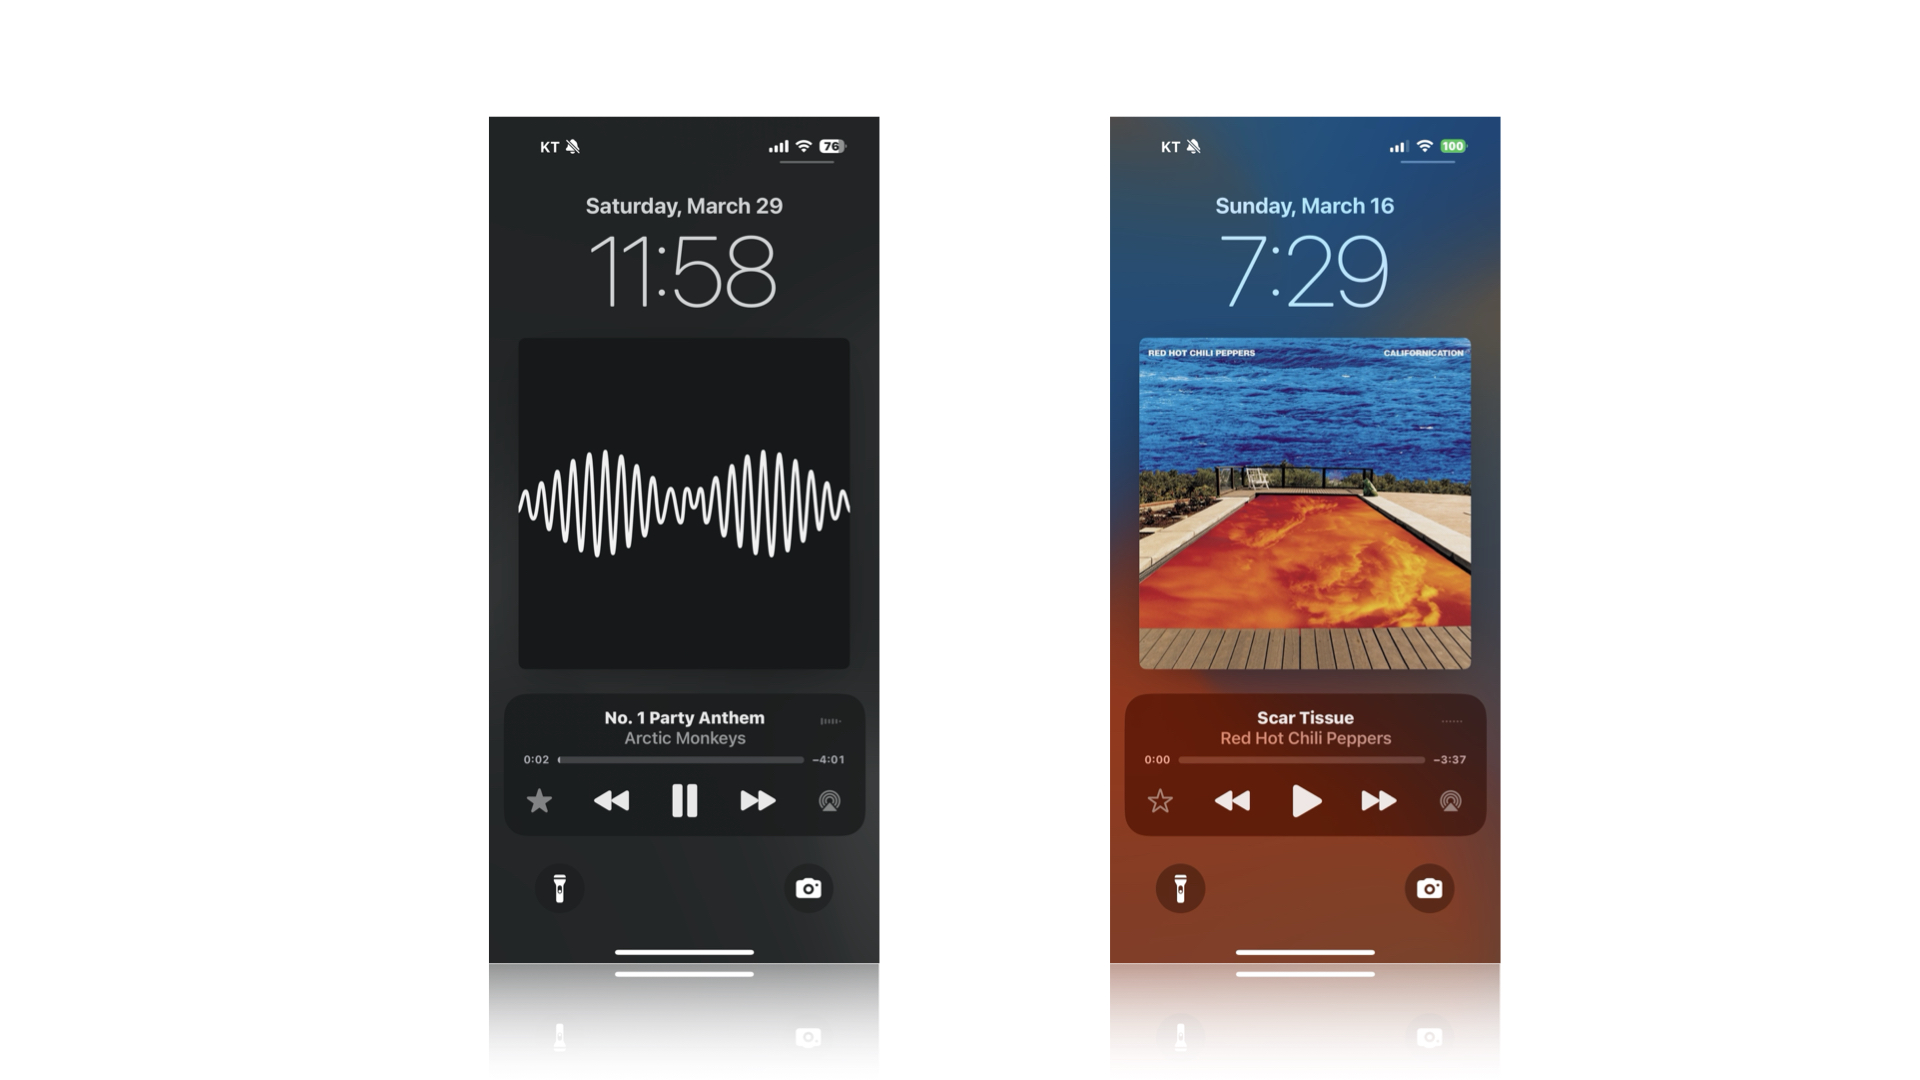 KT 76
Saturday, March 29
11:58
No. 1 Party Anthem
Arctic Monkeys
0:02 −4:01
KT 100
Sunday, March 16
7:29
RED HOT CHILI PEPPERS CALIFORNICATION
Scar Tissue
Red Hot Chili Peppers
0:00 −3:37